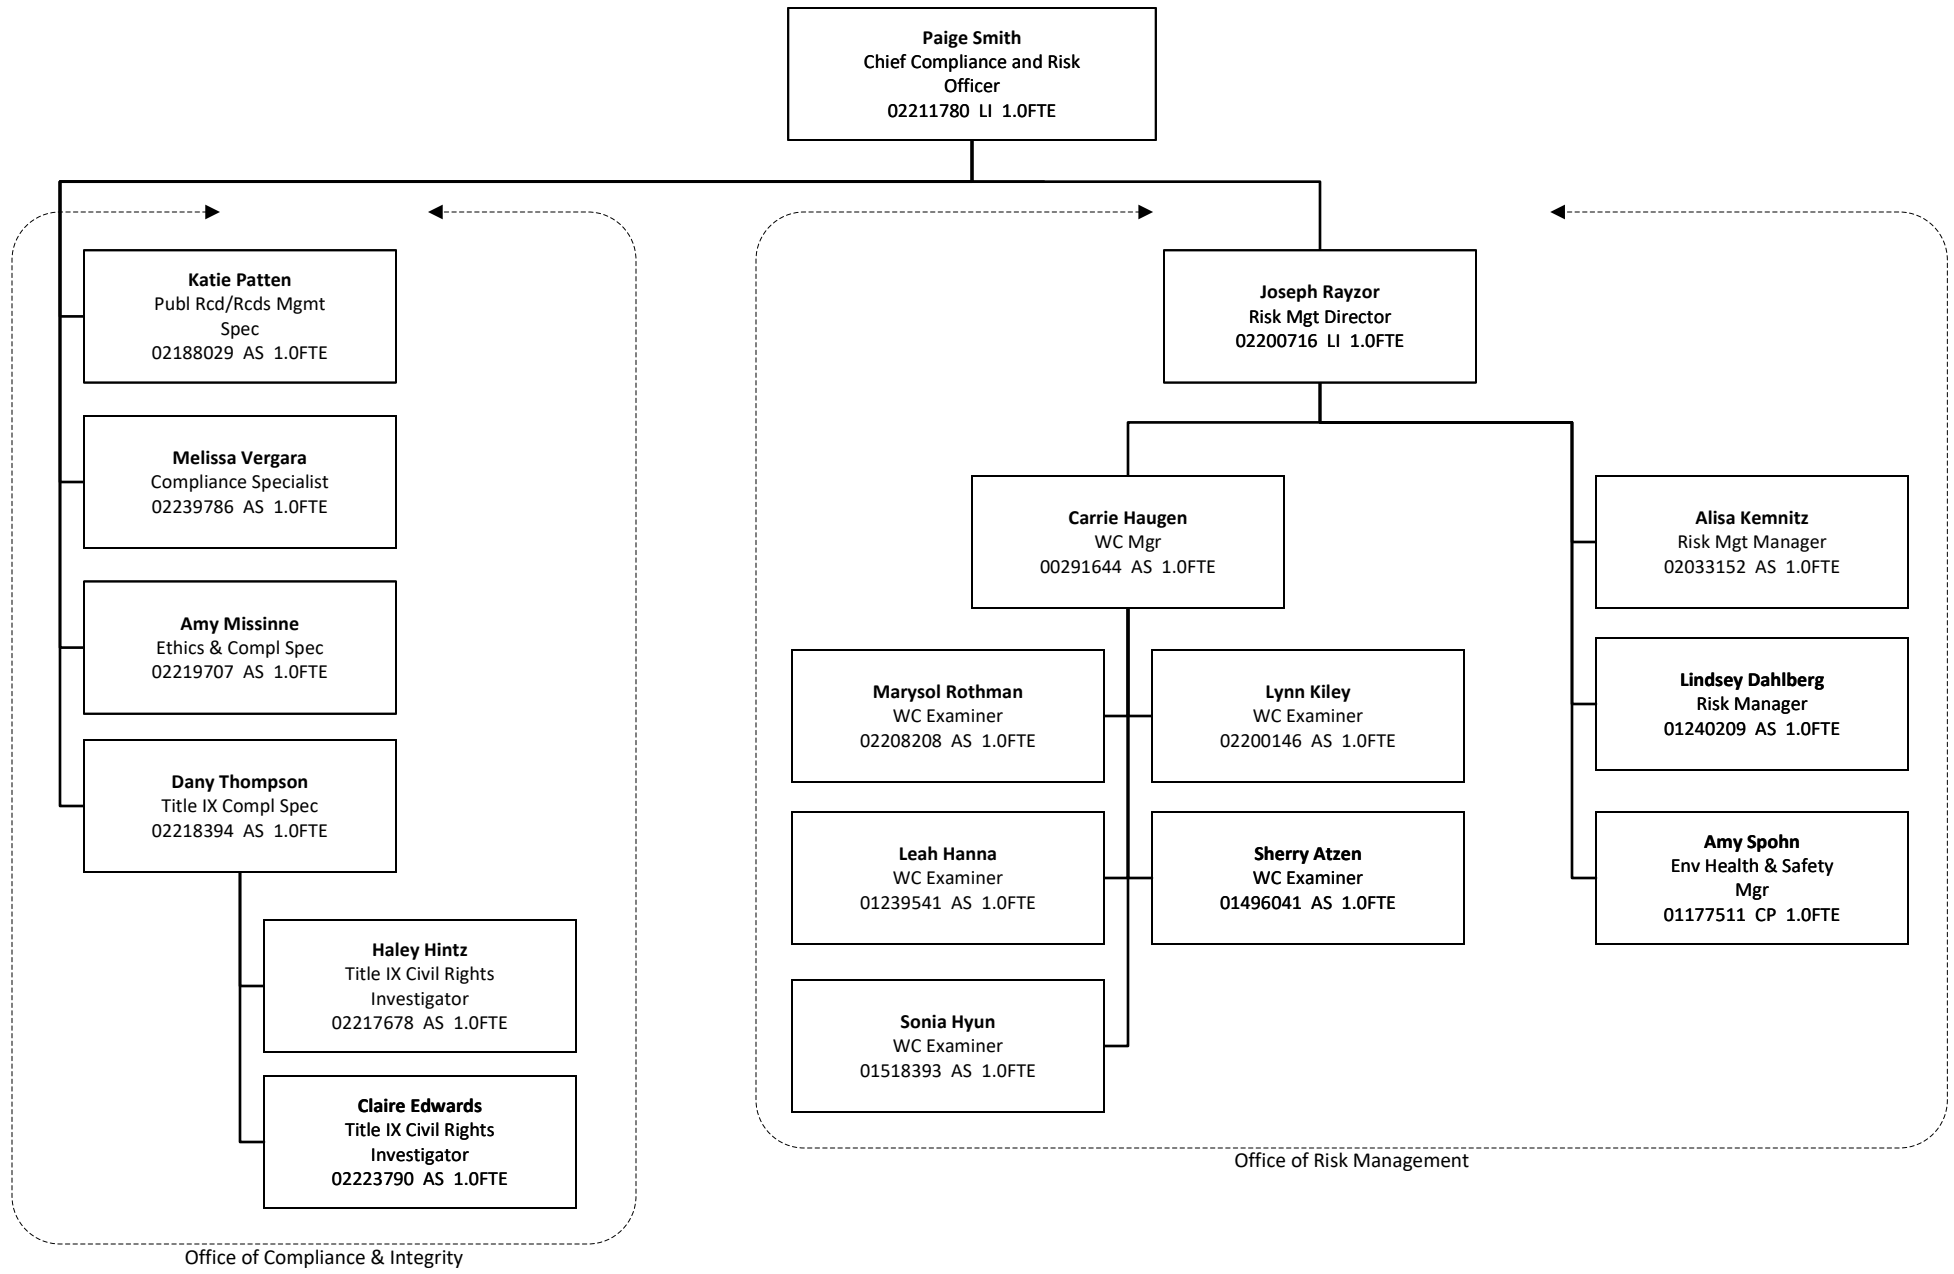 Paige Smith
Chief Compliance and Risk
Officer
02211780 LI 1.0FTE
Katie Patten
Publ Rcd/Rcds Mgmt
Spec
02188029 AS 1.0FTE
Melissa Vergara
Compliance Specialist
02239786 AS 1.0FTE
Amy Missinne
Ethics & Compl Spec
02219707 AS 1.0FTE
Dany Thompson
Title IX Compl Spec
02218394 AS 1.0FTE
Haley Hintz
Title IX Civil Rights
Investigator
02217678 AS 1.0FTE
Claire Edwards
Title IX Civil Rights
Investigator
02223790 AS 1.0FTE
Office of Compliance & Integrity
Joseph Rayzor
Risk Mgt Director
02200716 LI 1.0FTE
Carrie Haugen
WC Mgr
00291644 AS 1.0FTE
Marysol Rothman
WC Examiner
02208208 AS 1.0FTE
Lynn Kiley
WC Examiner
02200146 AS 1.0FTE
Leah Hanna
WC Examiner
01239541 AS 1.0FTE
Sherry Atzen
WC Examiner
01496041 AS 1.0FTE
Sonia Hyun
WC Examiner
01518393 AS 1.0FTE
Alisa Kemnitz
Risk Mgt Manager
02033152 AS 1.0FTE
Lindsey Dahlberg
Risk Manager
01240209 AS 1.0FTE
Amy Spohn
Env Health & Safety
Mgr
01177511 CP 1.0FTE
Office of Risk Management